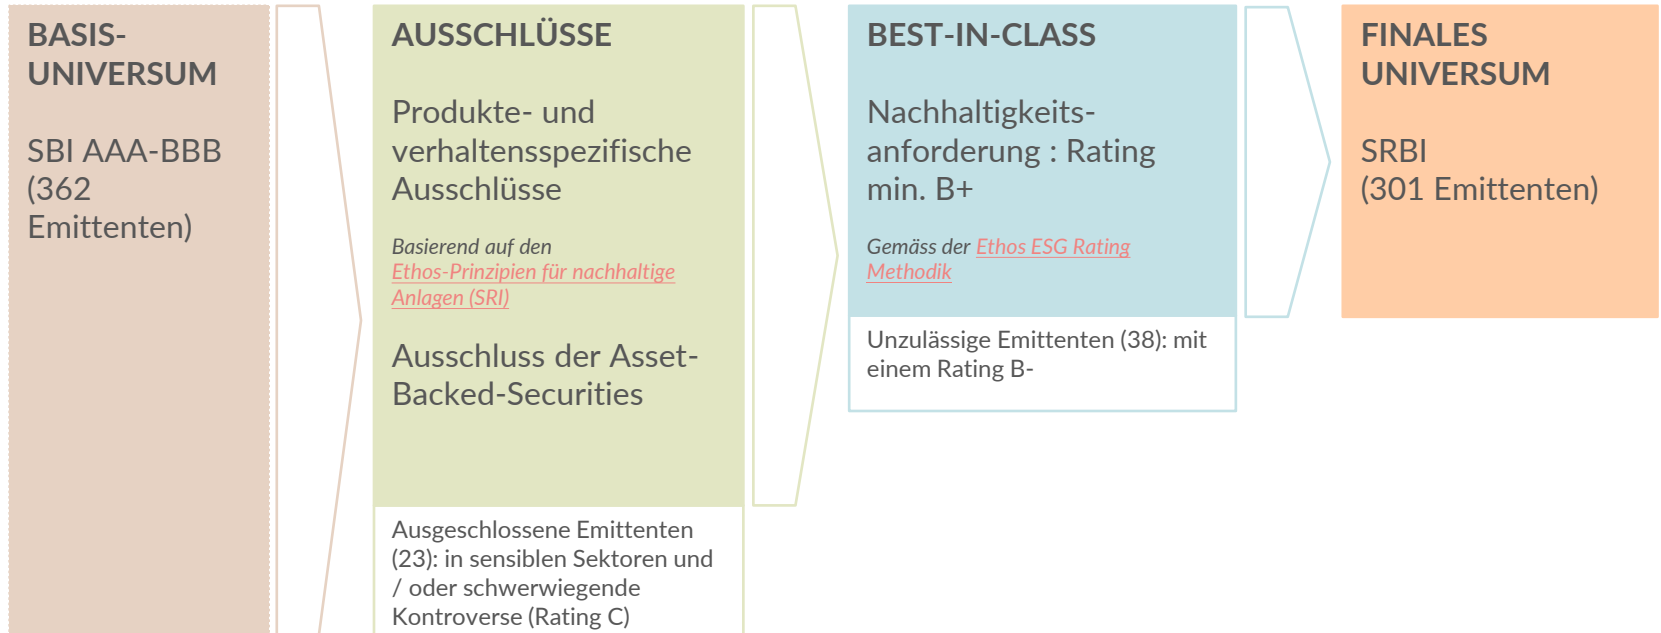 BASIS-
UNIVERSUM
SBI AAA-BBB
(362
Emittenten)
AUSSCHLÜSSE
Produkte- und
verhaltensspezifische
Ausschlüsse
Basierend auf den
Ethos-Prinzipien für nachhaltige
Anlagen (SRI)
Ausschluss der Asset-
Backed-Securities
Ausgeschlossene Emittenten
(23): in sensiblen Sektoren und
/ oder schwerwiegende
Kontroverse (Rating C)
BEST-IN-CLASS
Nachhaltigkeits-
anforderung : Rating
min. B+
Gemäss der Ethos ESG Rating
Methodik
Unzulässige Emittenten (38): mit
einem Rating B-
FINALES
UNIVERSUM
SRBI
(301 Emittenten)